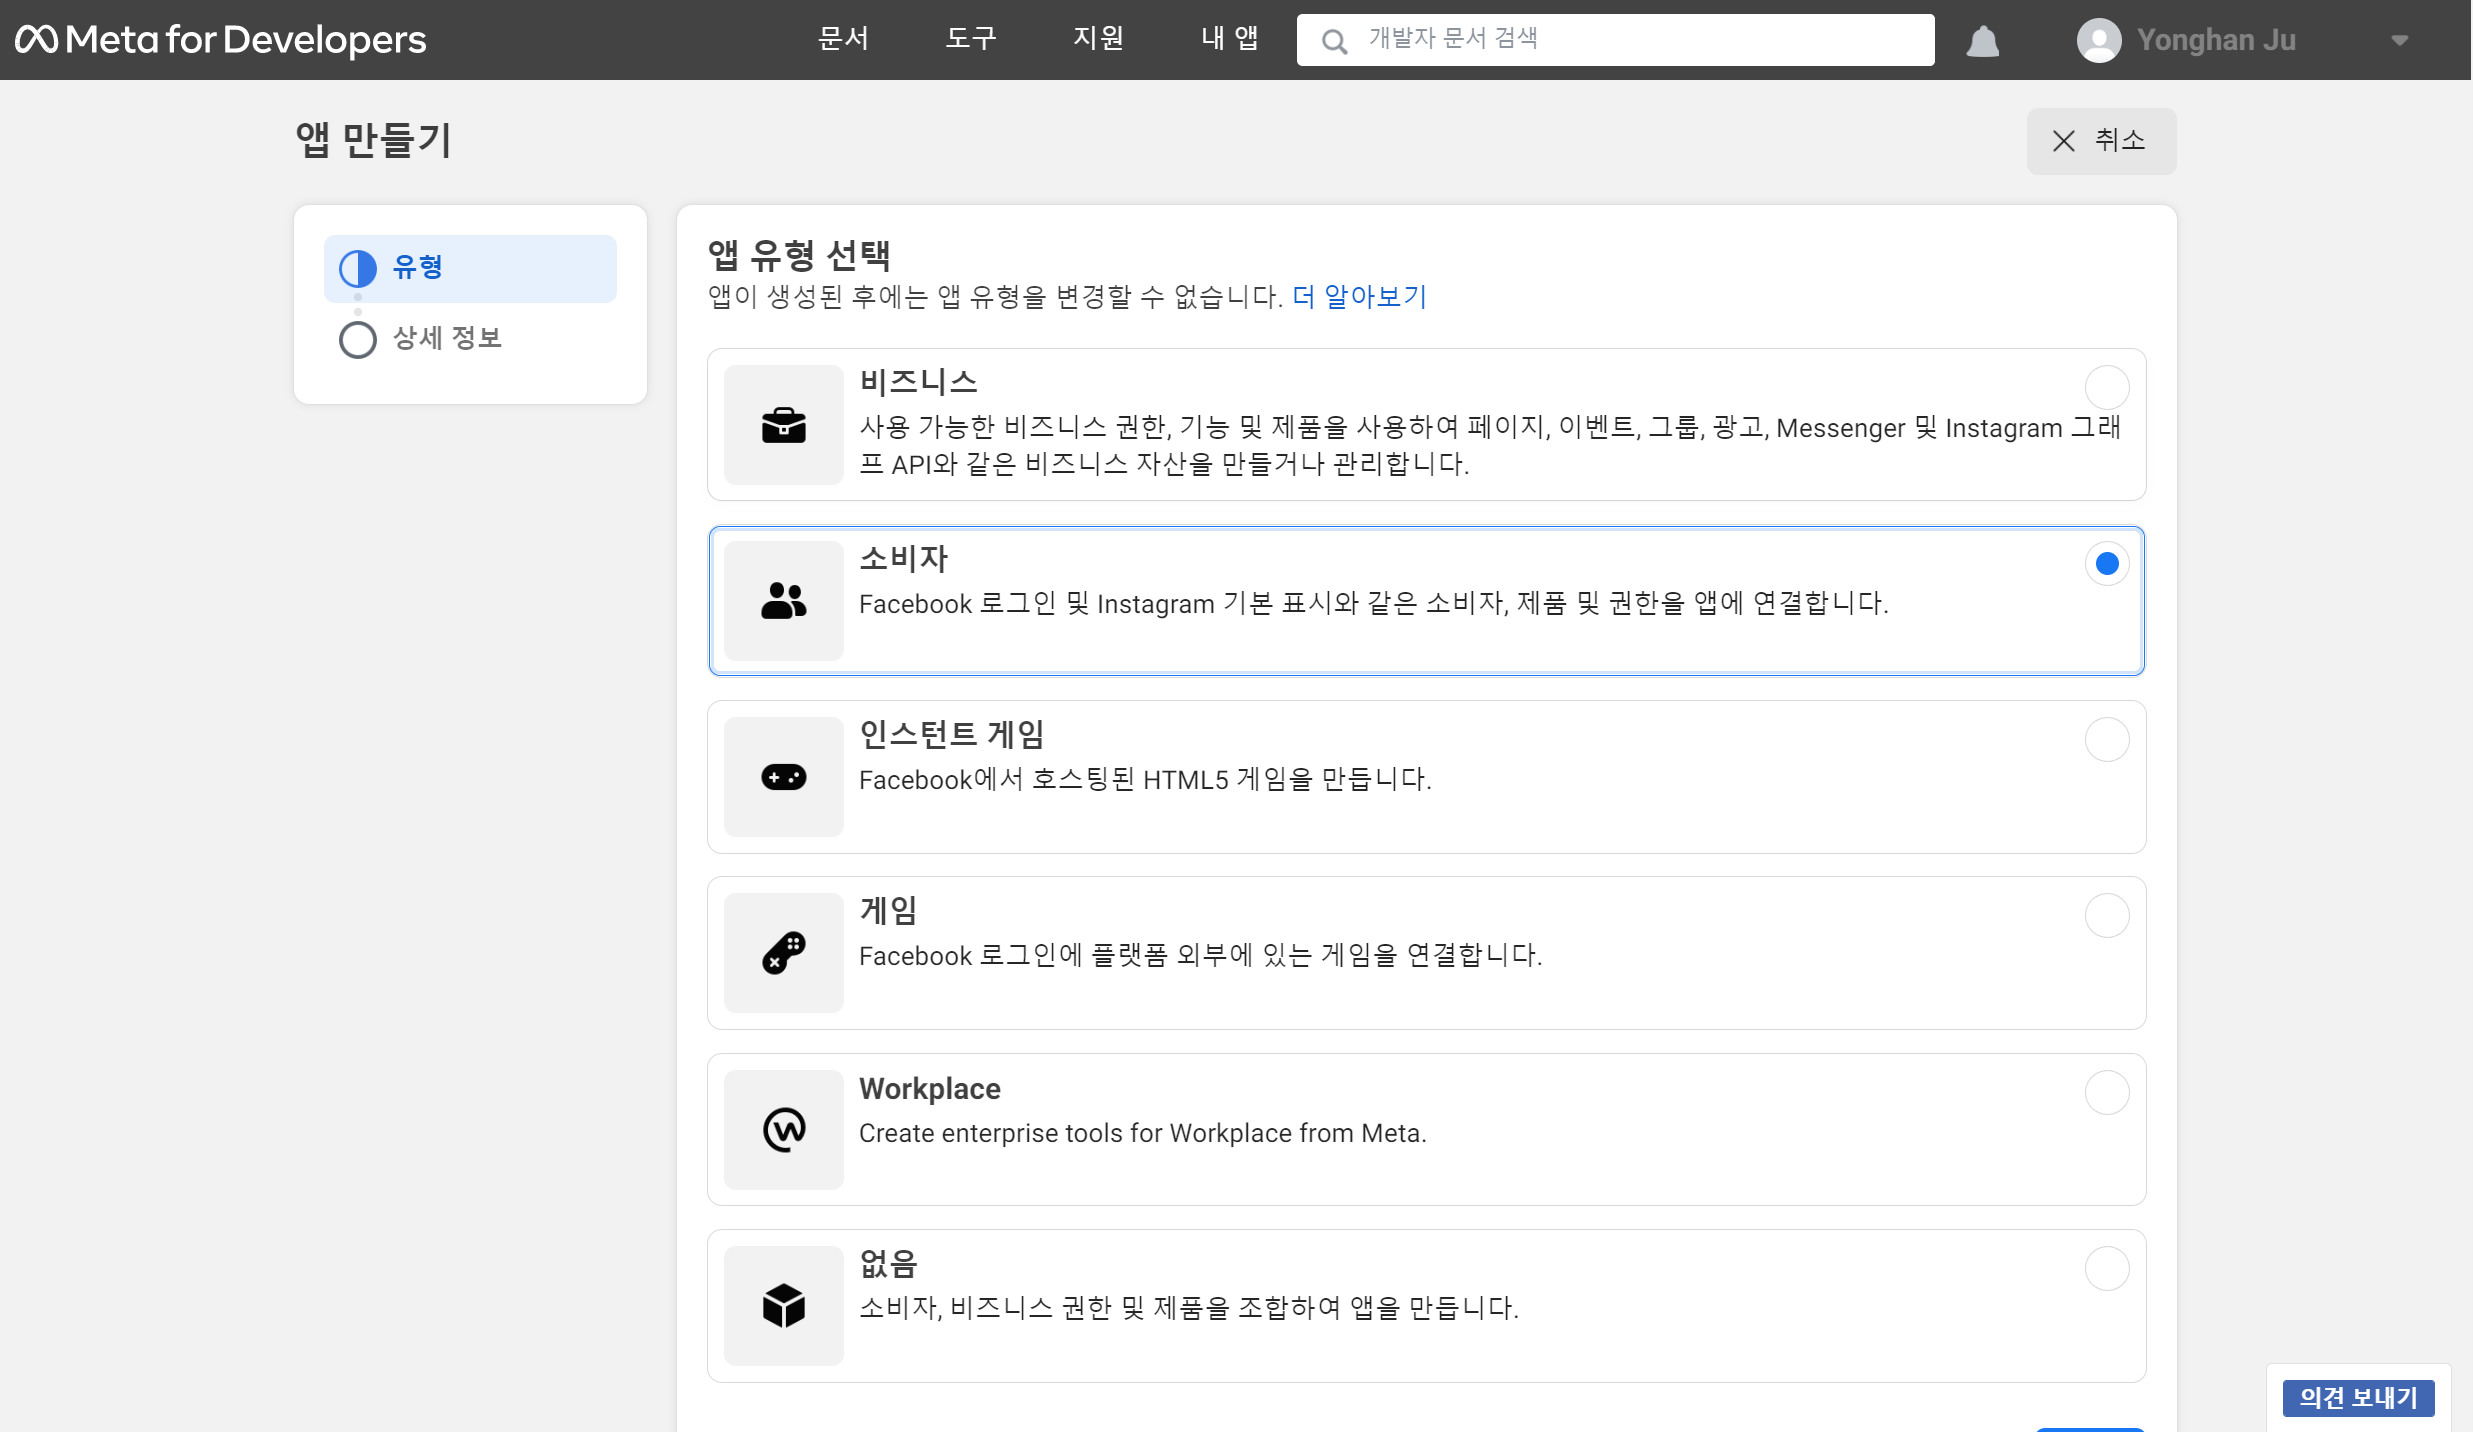 Meta for Developers
문서
도구
지원
내 앱
개발자 문서 검색
Yonghan Ju
앱 만들기
취소
유형
상세 정보
앱 유형 선택
앱이 생성된 후에는 앱 유형을 변경할 수 없습니다. 더 알아보기
비즈니스
사용 가능한 비즈니스 권한, 기능 및 제품을 사용하여 페이지, 이벤트, 그룹, 광고, Messenger 및 Instagram 그래
프 API와 같은 비즈니스 자산을 만들거나 관리합니다.
소비자
Facebook 로그인 및 Instagram 기본 표시와 같은 소비자, 제품 및 권한을 앱에 연결합니다.
인스턴트 게임
Facebook에서 호스팅된 HTML5 게임을 만듭니다.
게임
Facebook 로그인에 플랫폼 외부에 있는 게임을 연결합니다.
Workplace
Create enterprise tools for Workplace from Meta.
없음
소비자, 비즈니스 권한 및 제품을 조합하여 앱을 만듭니다.
의견 보내기